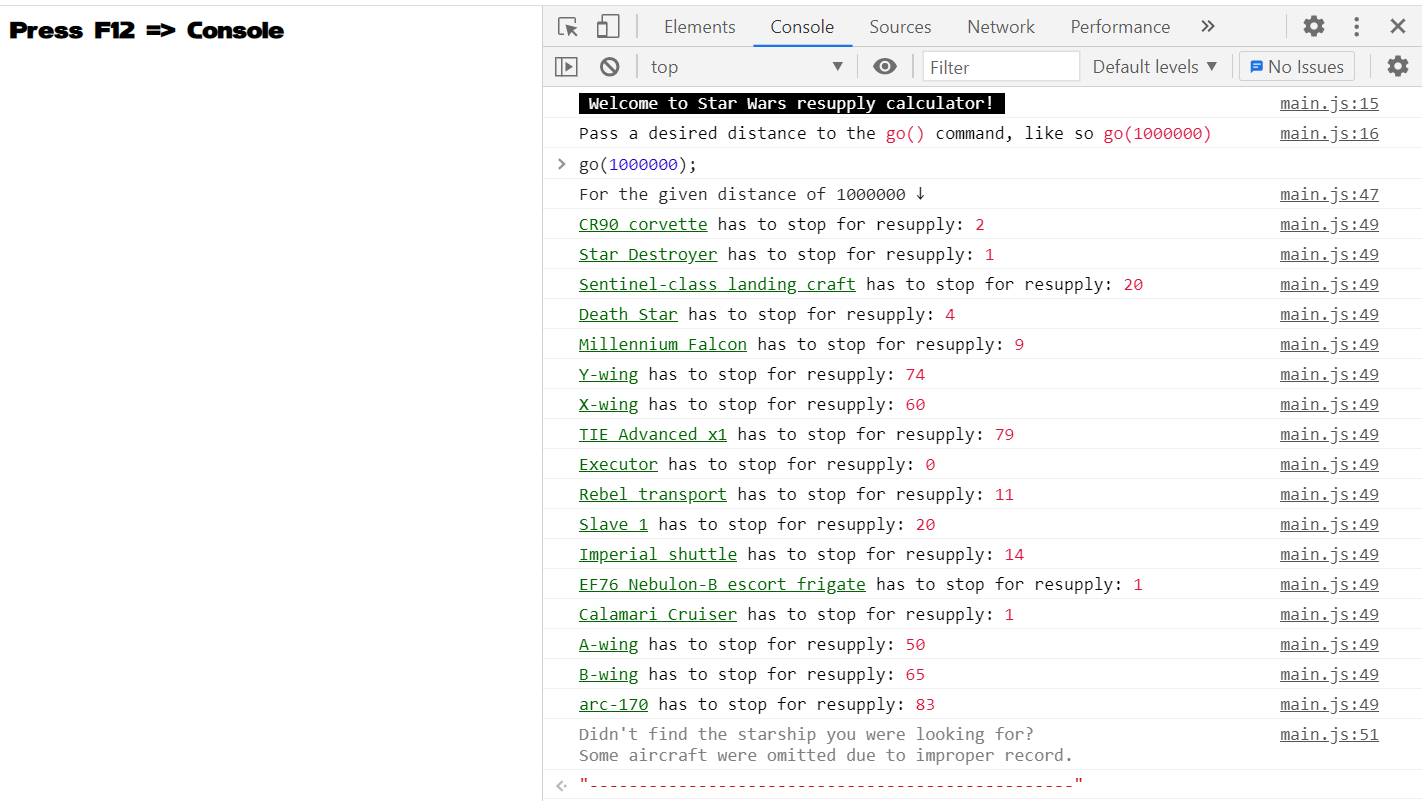 Press F12 => Console
Elements Console Sources Network Performance »
top ▼ Filter Default levels ▼ No Issues
Welcome to Star Wars resupply calculator! main.js:15
Pass a desired distance to the go() command, like so go(1000000) main.js:16
> go(1000000);
For the given distance of 1000000 ↓ main.js:47
CR90 corvette has to stop for resupply: 2 main.js:49
Star Destroyer has to stop for resupply: 1 main.js:49
Sentinel-class landing craft has to stop for resupply: 20 main.js:49
Death Star has to stop for resupply: 4 main.js:49
Millennium Falcon has to stop for resupply: 9 main.js:49
Y-wing has to stop for resupply: 74 main.js:49
X-wing has to stop for resupply: 60 main.js:49
TIE Advanced x1 has to stop for resupply: 79 main.js:49
Executor has to stop for resupply: 0 main.js:49
Rebel transport has to stop for resupply: 11 main.js:49
Slave 1 has to stop for resupply: 20 main.js:49
Imperial shuttle has to stop for resupply: 14 main.js:49
EF76 Nebulon-B escort frigate has to stop for resupply: 1 main.js:49
Calamari Cruiser has to stop for resupply: 1 main.js:49
A-wing has to stop for resupply: 50 main.js:49
B-wing has to stop for resupply: 65 main.js:49
arc-170 has to stop for resupply: 83 main.js:49
Didn't find the starship you were looking for? main.js:51
Some aircraft were omitted due to improper record.
"-------------------------------------------------"